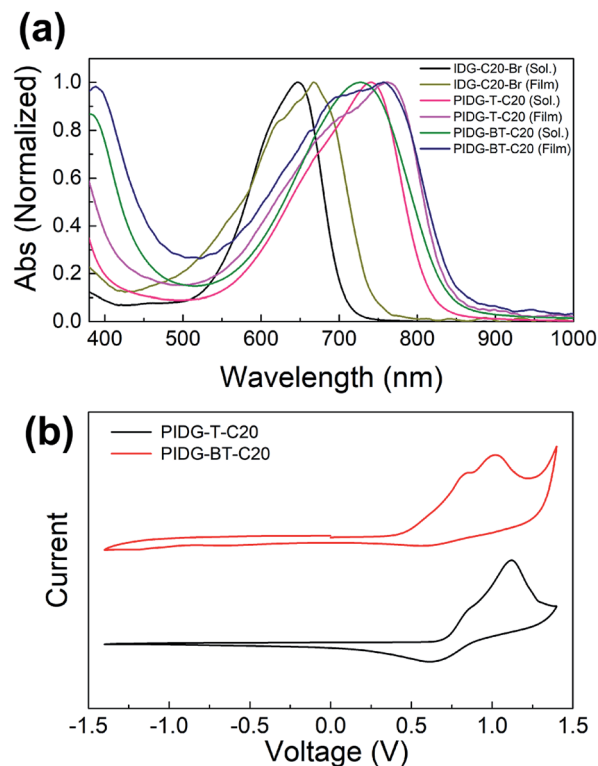 (a)
Abs (Normalized)
1.0
0.8
0.6
0.4
0.2
0.0
IDG-C20-Br (Sol.)
IDG-C20-Br (Film)
PIDG-T-C20 (Sol.)
PIDG-T-C20 (Film)
PIDG-BT-C20 (Sol.)
PIDG-BT-C20 (Film)
400 500 600 700 800 900 1000
Wavelength (nm)
(b)
Current
PIDG-T-C20
PIDG-BT-C20
-1.5 -1.0 -0.5 0.0 0.5 1.0 1.5
Voltage (V)